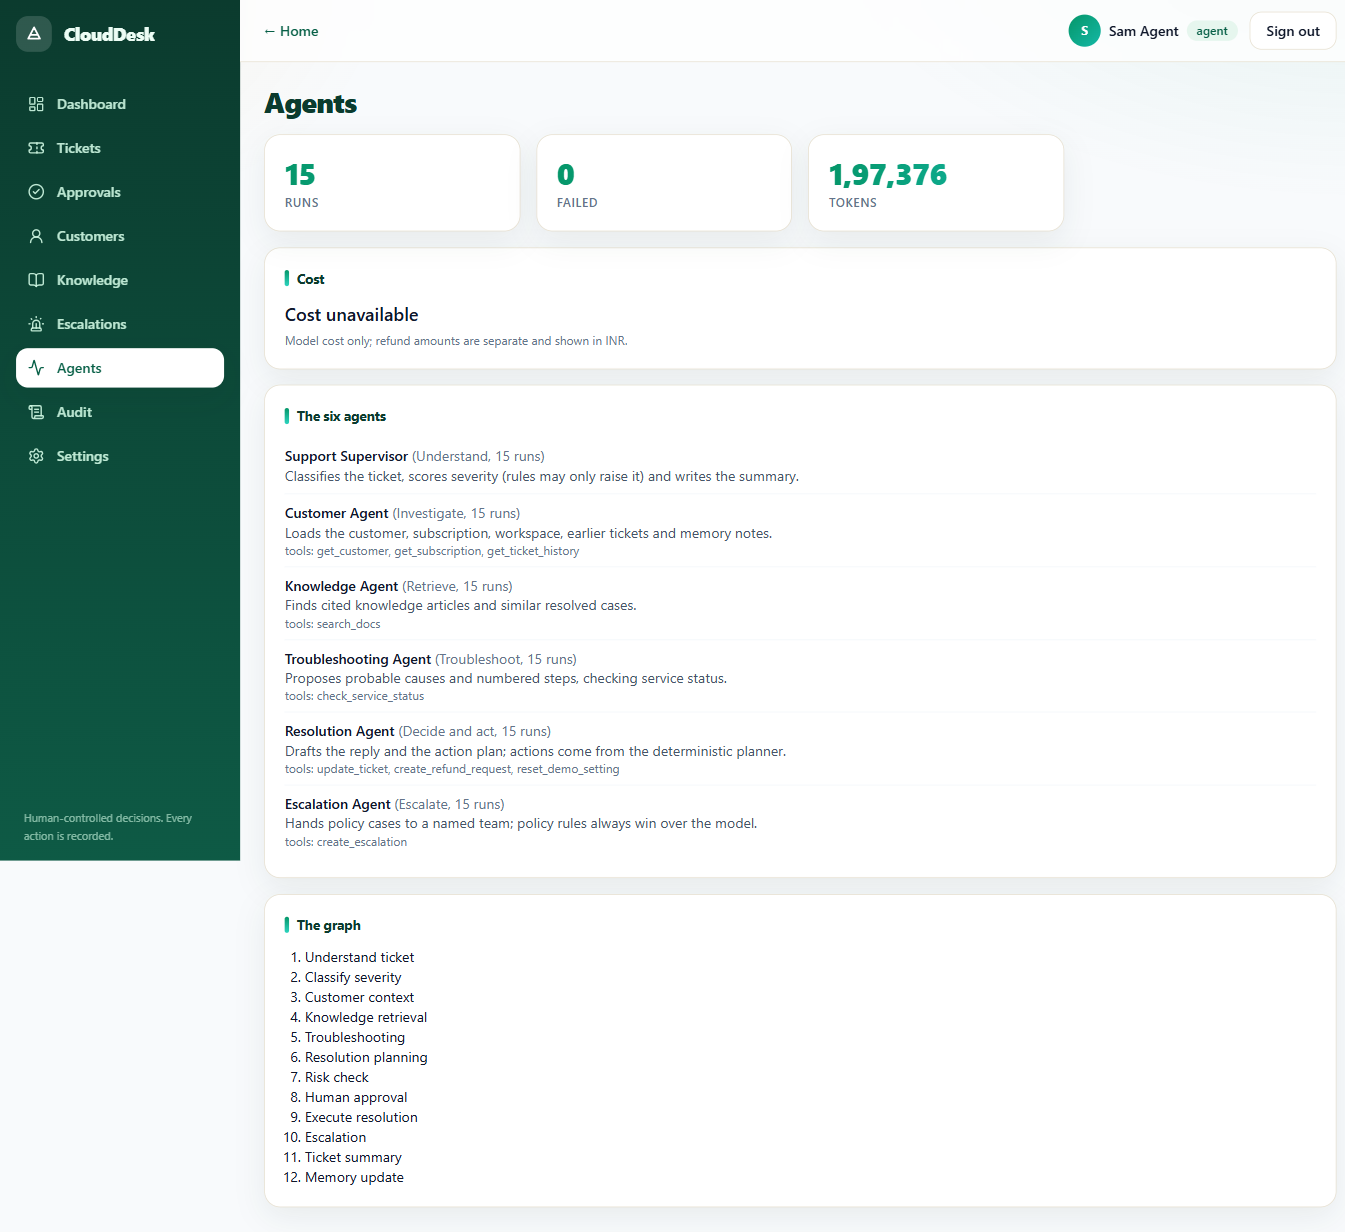 CloudDesk
Dashboard
Tickets
Approvals
Customers
Knowledge
Escalations
Agents
Audit
Settings
Human-controlled decisions. Every
action is recorded.
← Home
S
Sam Agent
agent
Sign out
Agents
15
RUNS
0
FAILED
1,97,376
TOKENS
Cost
Cost unavailable
Model cost only; refund amounts are separate and shown in INR.
The six agents
Support Supervisor (Understand, 15 runs)
Classifies the ticket, scores severity (rules may only raise it) and writes the summary.
Customer Agent (Investigate, 15 runs)
Loads the customer, subscription, workspace, earlier tickets and memory notes.
tools: get_customer, get_subscription, get_ticket_history
Knowledge Agent (Retrieve, 15 runs)
Finds cited knowledge articles and similar resolved cases.
tools: search_docs
Troubleshooting Agent (Troubleshoot, 15 runs)
Proposes probable causes and numbered steps, checking service status.
tools: check_service_status
Resolution Agent (Decide and act, 15 runs)
Drafts the reply and the action plan; actions come from the deterministic planner.
tools: update_ticket, create_refund_request, reset_demo_setting
Escalation Agent (Escalate, 15 runs)
Hands policy cases to a named team; policy rules always win over the model.
tools: create_escalation
The graph
1. Understand ticket
2. Classify severity
3. Customer context
4. Knowledge retrieval
5. Troubleshooting
6. Resolution planning
7. Risk check
8. Human approval
9. Execute resolution
10. Escalation
11. Ticket summary
12. Memory update